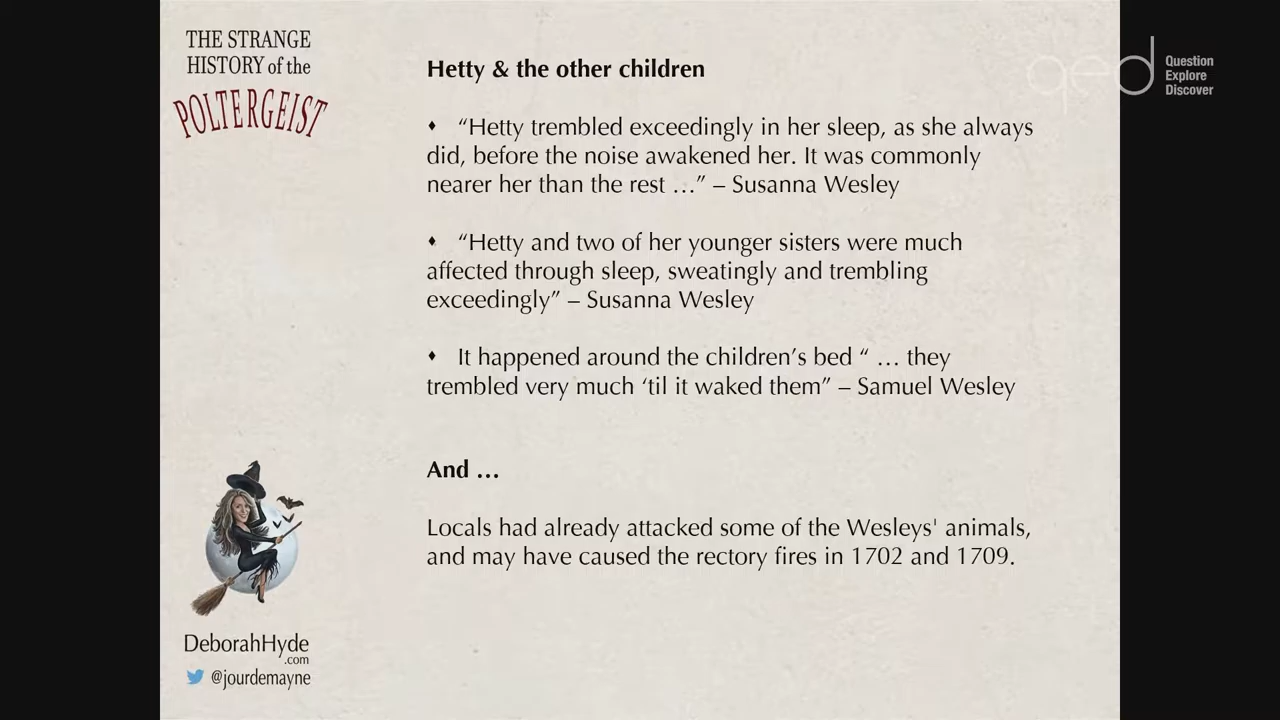 THE STRANGE
HISTORY of the
POLTERGEIST
qed
Question
Explore
Discover
Hetty & the other children
♦ “Hetty trembled exceedingly in her sleep, as she always
did, before the noise awakened her. It was commonly
nearer her than the rest …” – Susanna Wesley
♦ “Hetty and two of her younger sisters were much
affected through sleep, sweatingly and trembling
exceedingly” – Susanna Wesley
♦ It happened around the children’s bed “ … they
trembled very much ‘til it waked them” – Samuel Wesley
And …
Locals had already attacked some of the Wesleys' animals,
and may have caused the rectory fires in 1702 and 1709.
DeborahHyde
.com
@jourdemayne